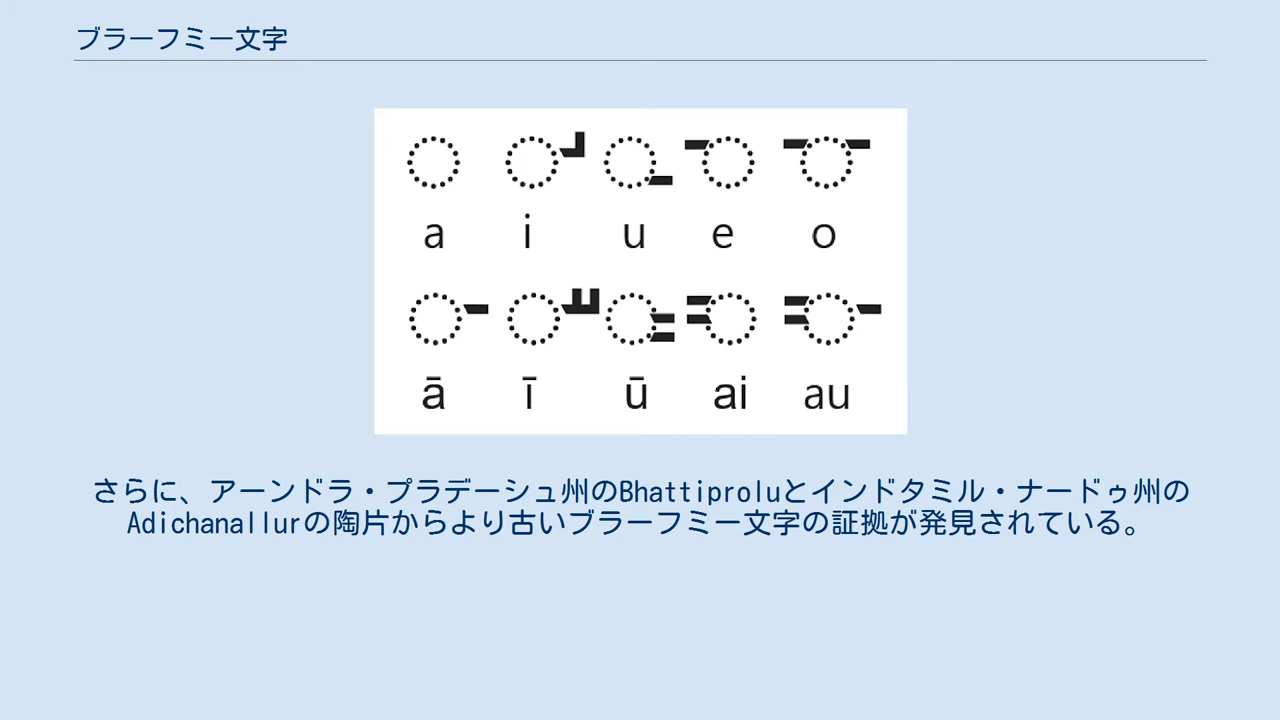 ブラーフミー文字
a i u e o
ā ī ū ai au
さらに、アーンドラ・プラデーシュ州のBhattiproluとインドタミル・ナードゥ州の
Adichanallurの陶片からより古いブラーフミー文字の証拠が発見されている。